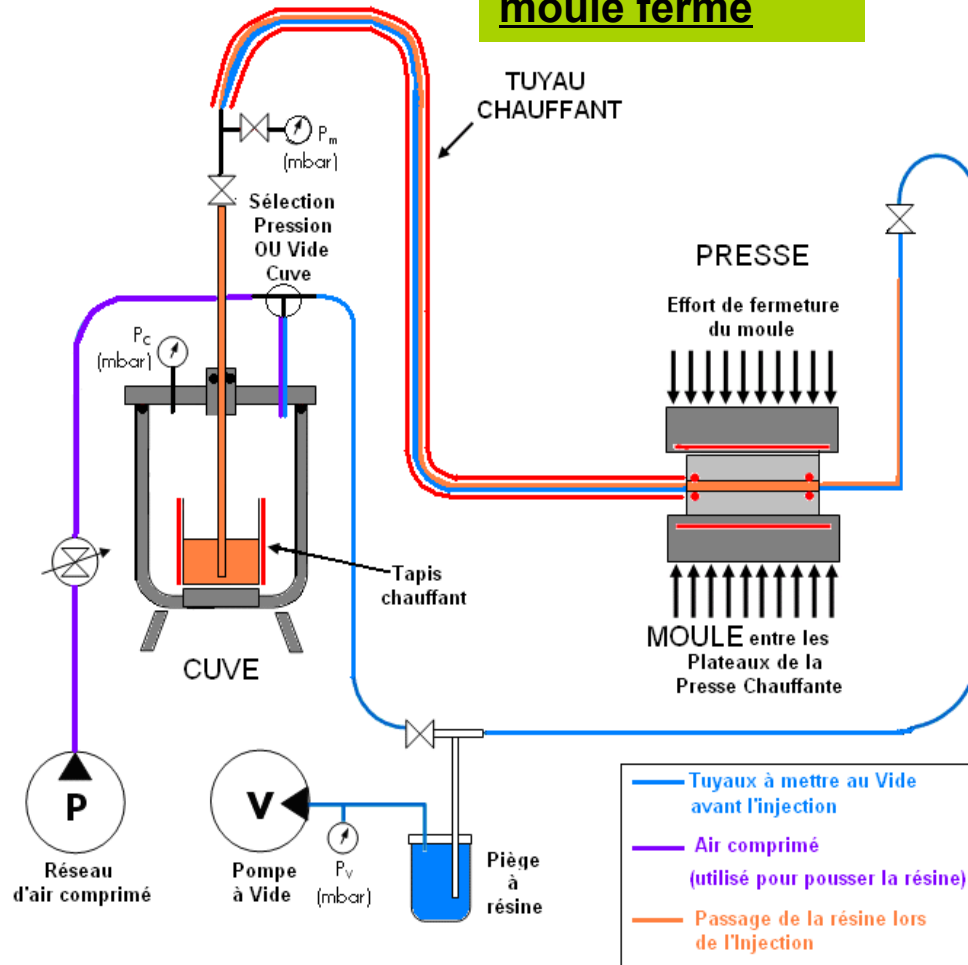 moule fermé
TUYAU
CHAUFFANT
Pm
(mbar)
Sélection
Pression
OU Vide
Cuve
PRESSE
Effort de fermeture
du moule
Pc
(mbar)
Tapis
chauffant
CUVE
MOULE entre les
Plateaux de la
Presse Chauffante
P
Réseau
d'air comprimé
V
Pompe
à Vide
Pv
(mbar)
Piège
à
résine
Tuyaux à mettre au Vide
avant l'injection
Air comprimé
(utilisé pour pousser la résine)
Passage de la résine lors
de l'Injection